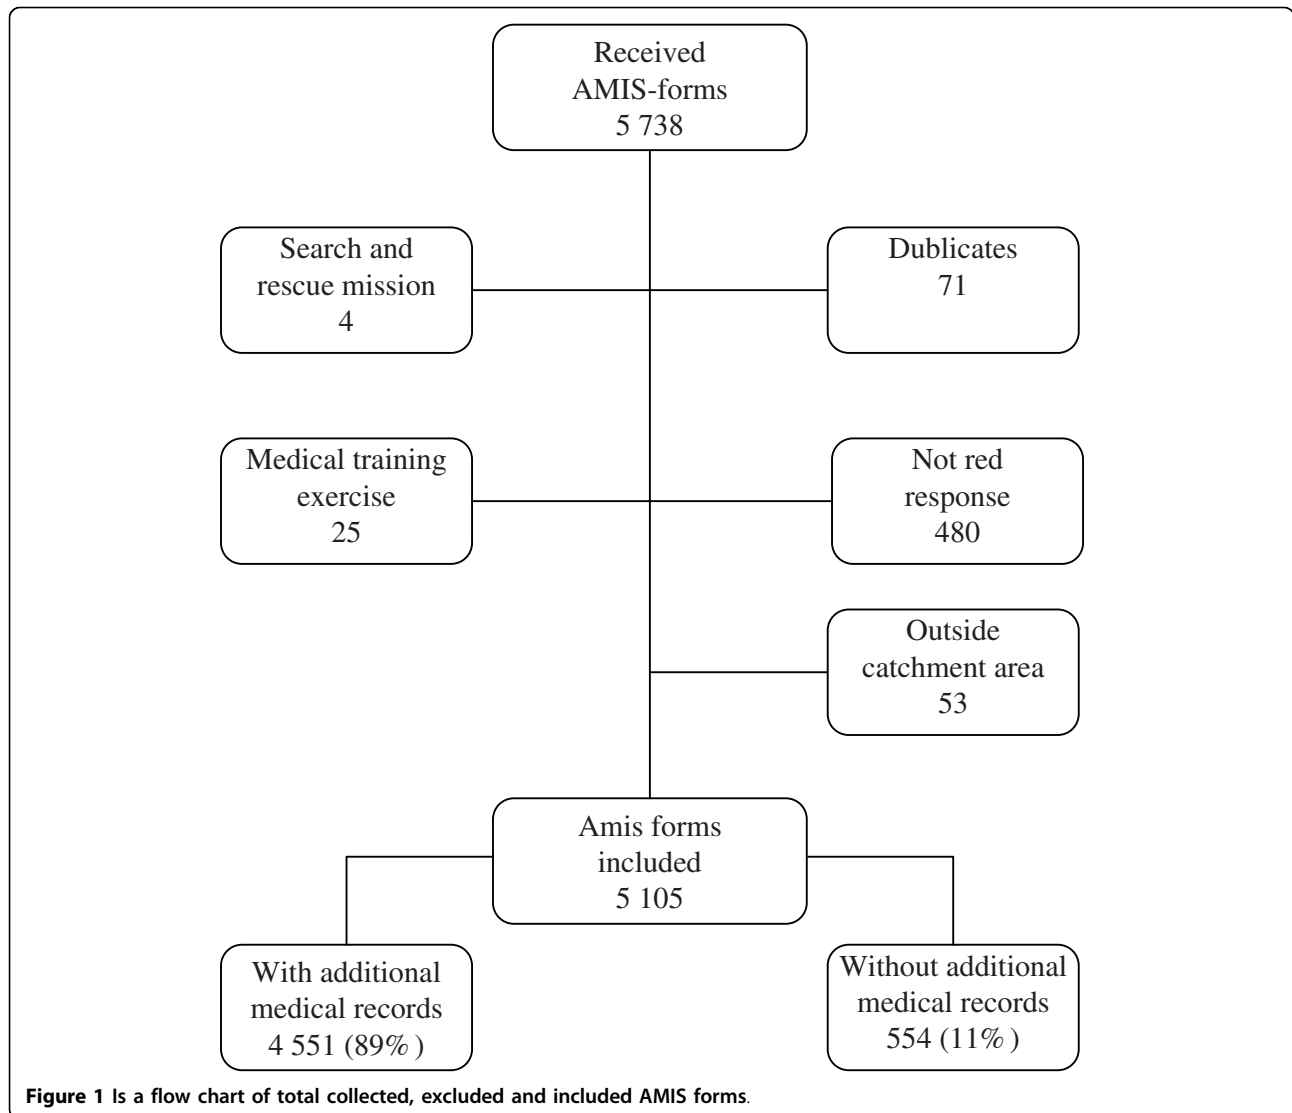 Received
AMIS-forms
5 738
Search and
rescue mission
4
Dublicates
71
Medical training
exercise
25
Not red
response
480
Outside
catchment area
53
Amis forms
included
5 105
With additional
medical records
4 551 (89%)
Without additional
medical records
554 (11%)
Figure 1 Is a flow chart of total collected, excluded and included AMIS forms.